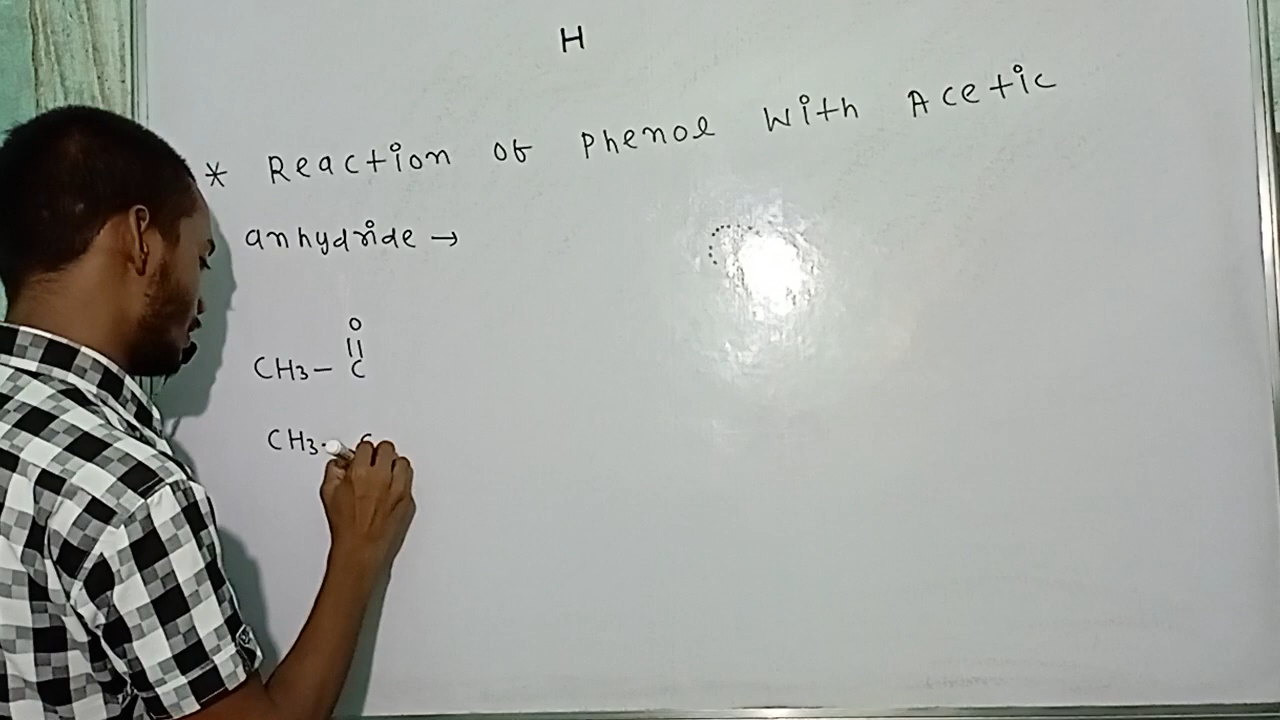 H
* Reaction of Phenol With Acetic
anhydride →
O
||
CH3 - C
CH3 -